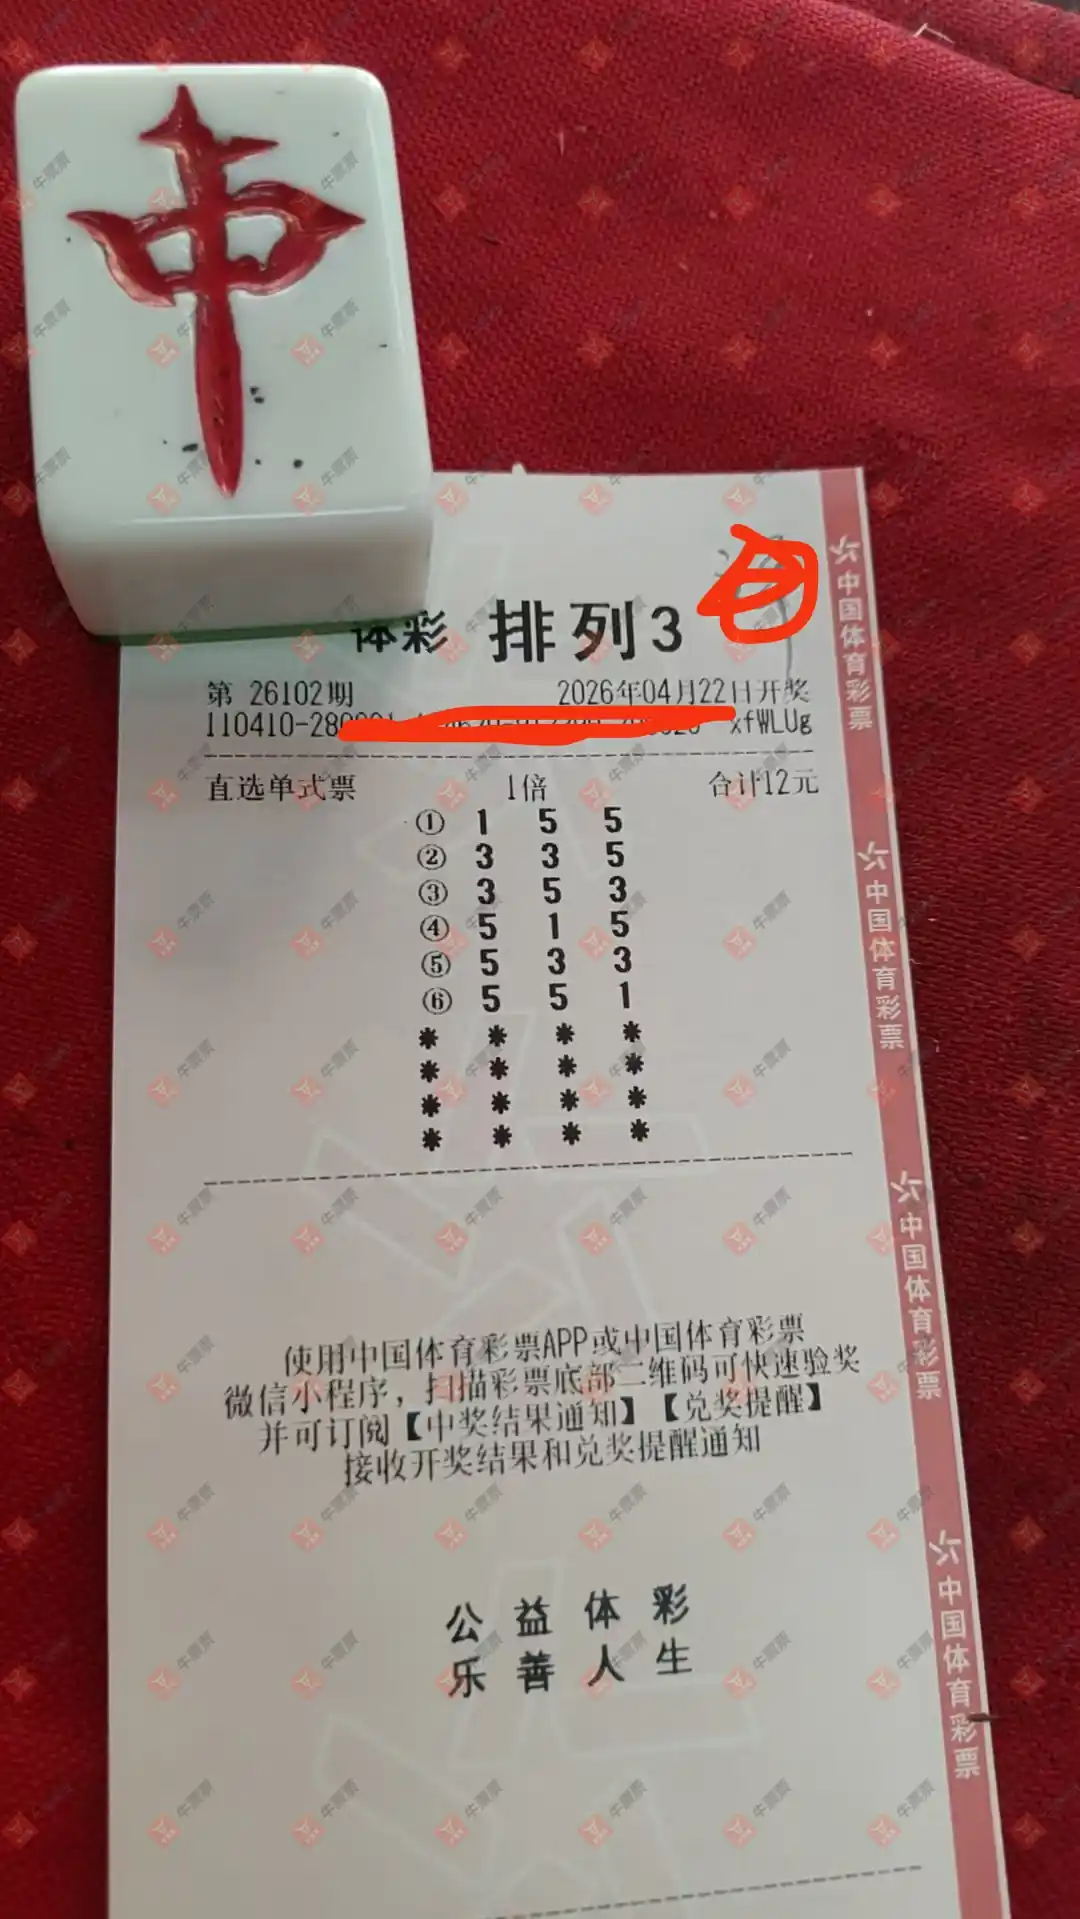 中
体彩 排列3
第 26102期 2026年04月22日开奖
110410-28 xfWLUg
直选单式票 1倍 合计12元
① 1 5 5
② 3 3 5
③ 3 5 3
④ 5 1 5
⑤ 5 3 3
⑥ 5 5 1
* * * *
* * * *
* * * *
* * * *
使用中国体育彩票APP或中国体育彩票
微信小程序，扫描彩票底部二维码可快速验奖
并可订阅【中奖结果通知】【兑奖提醒】
接收开奖结果和兑奖提醒通知
公益体彩
乐善人生
中国体育彩票
中国体育彩票
中国体育彩票
中国体育彩票
牛票票